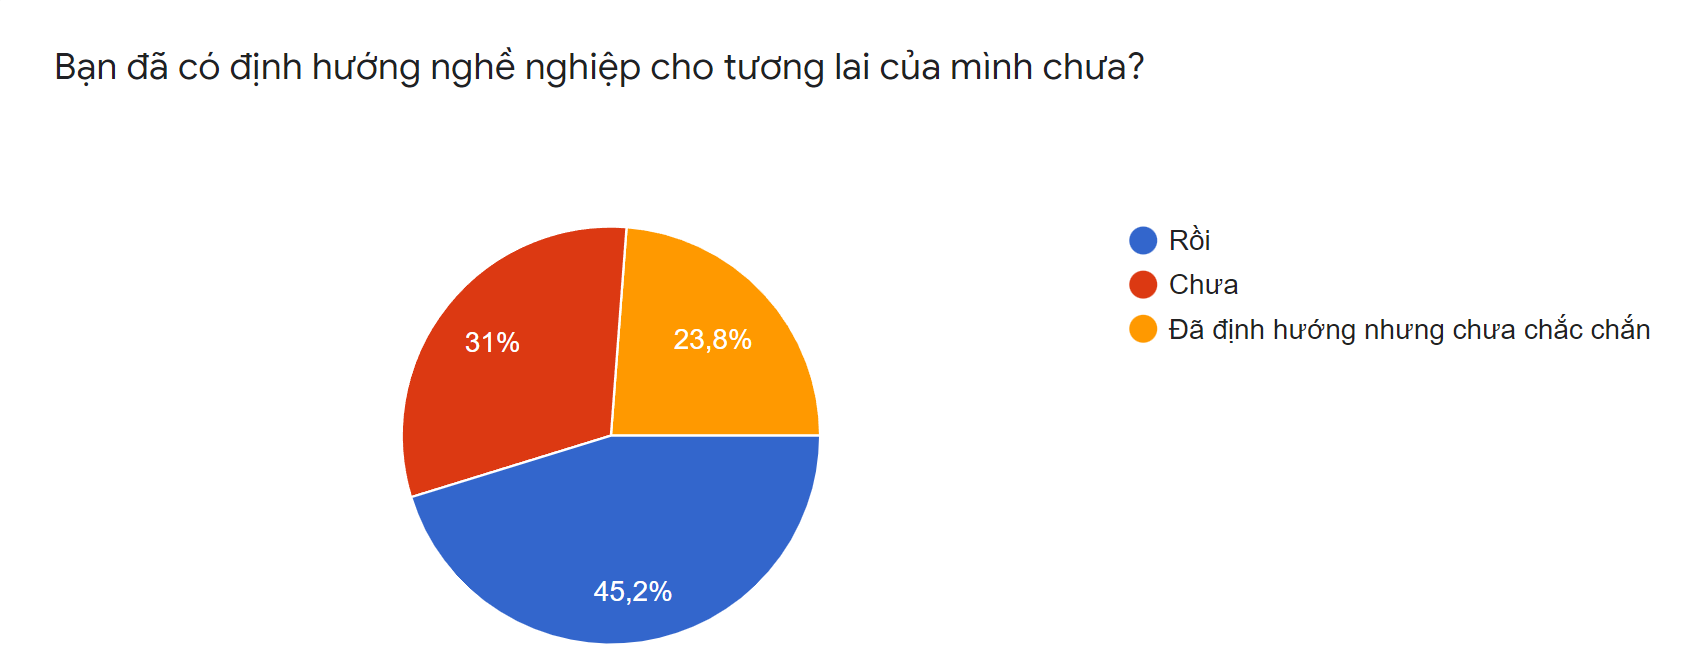 Bạn đã có định hướng nghề nghiệp cho tương lai của mình chưa?
Rồi
Chưa
Đã định hướng nhưng chưa chắc chắn
31%
23,8%
45,2%